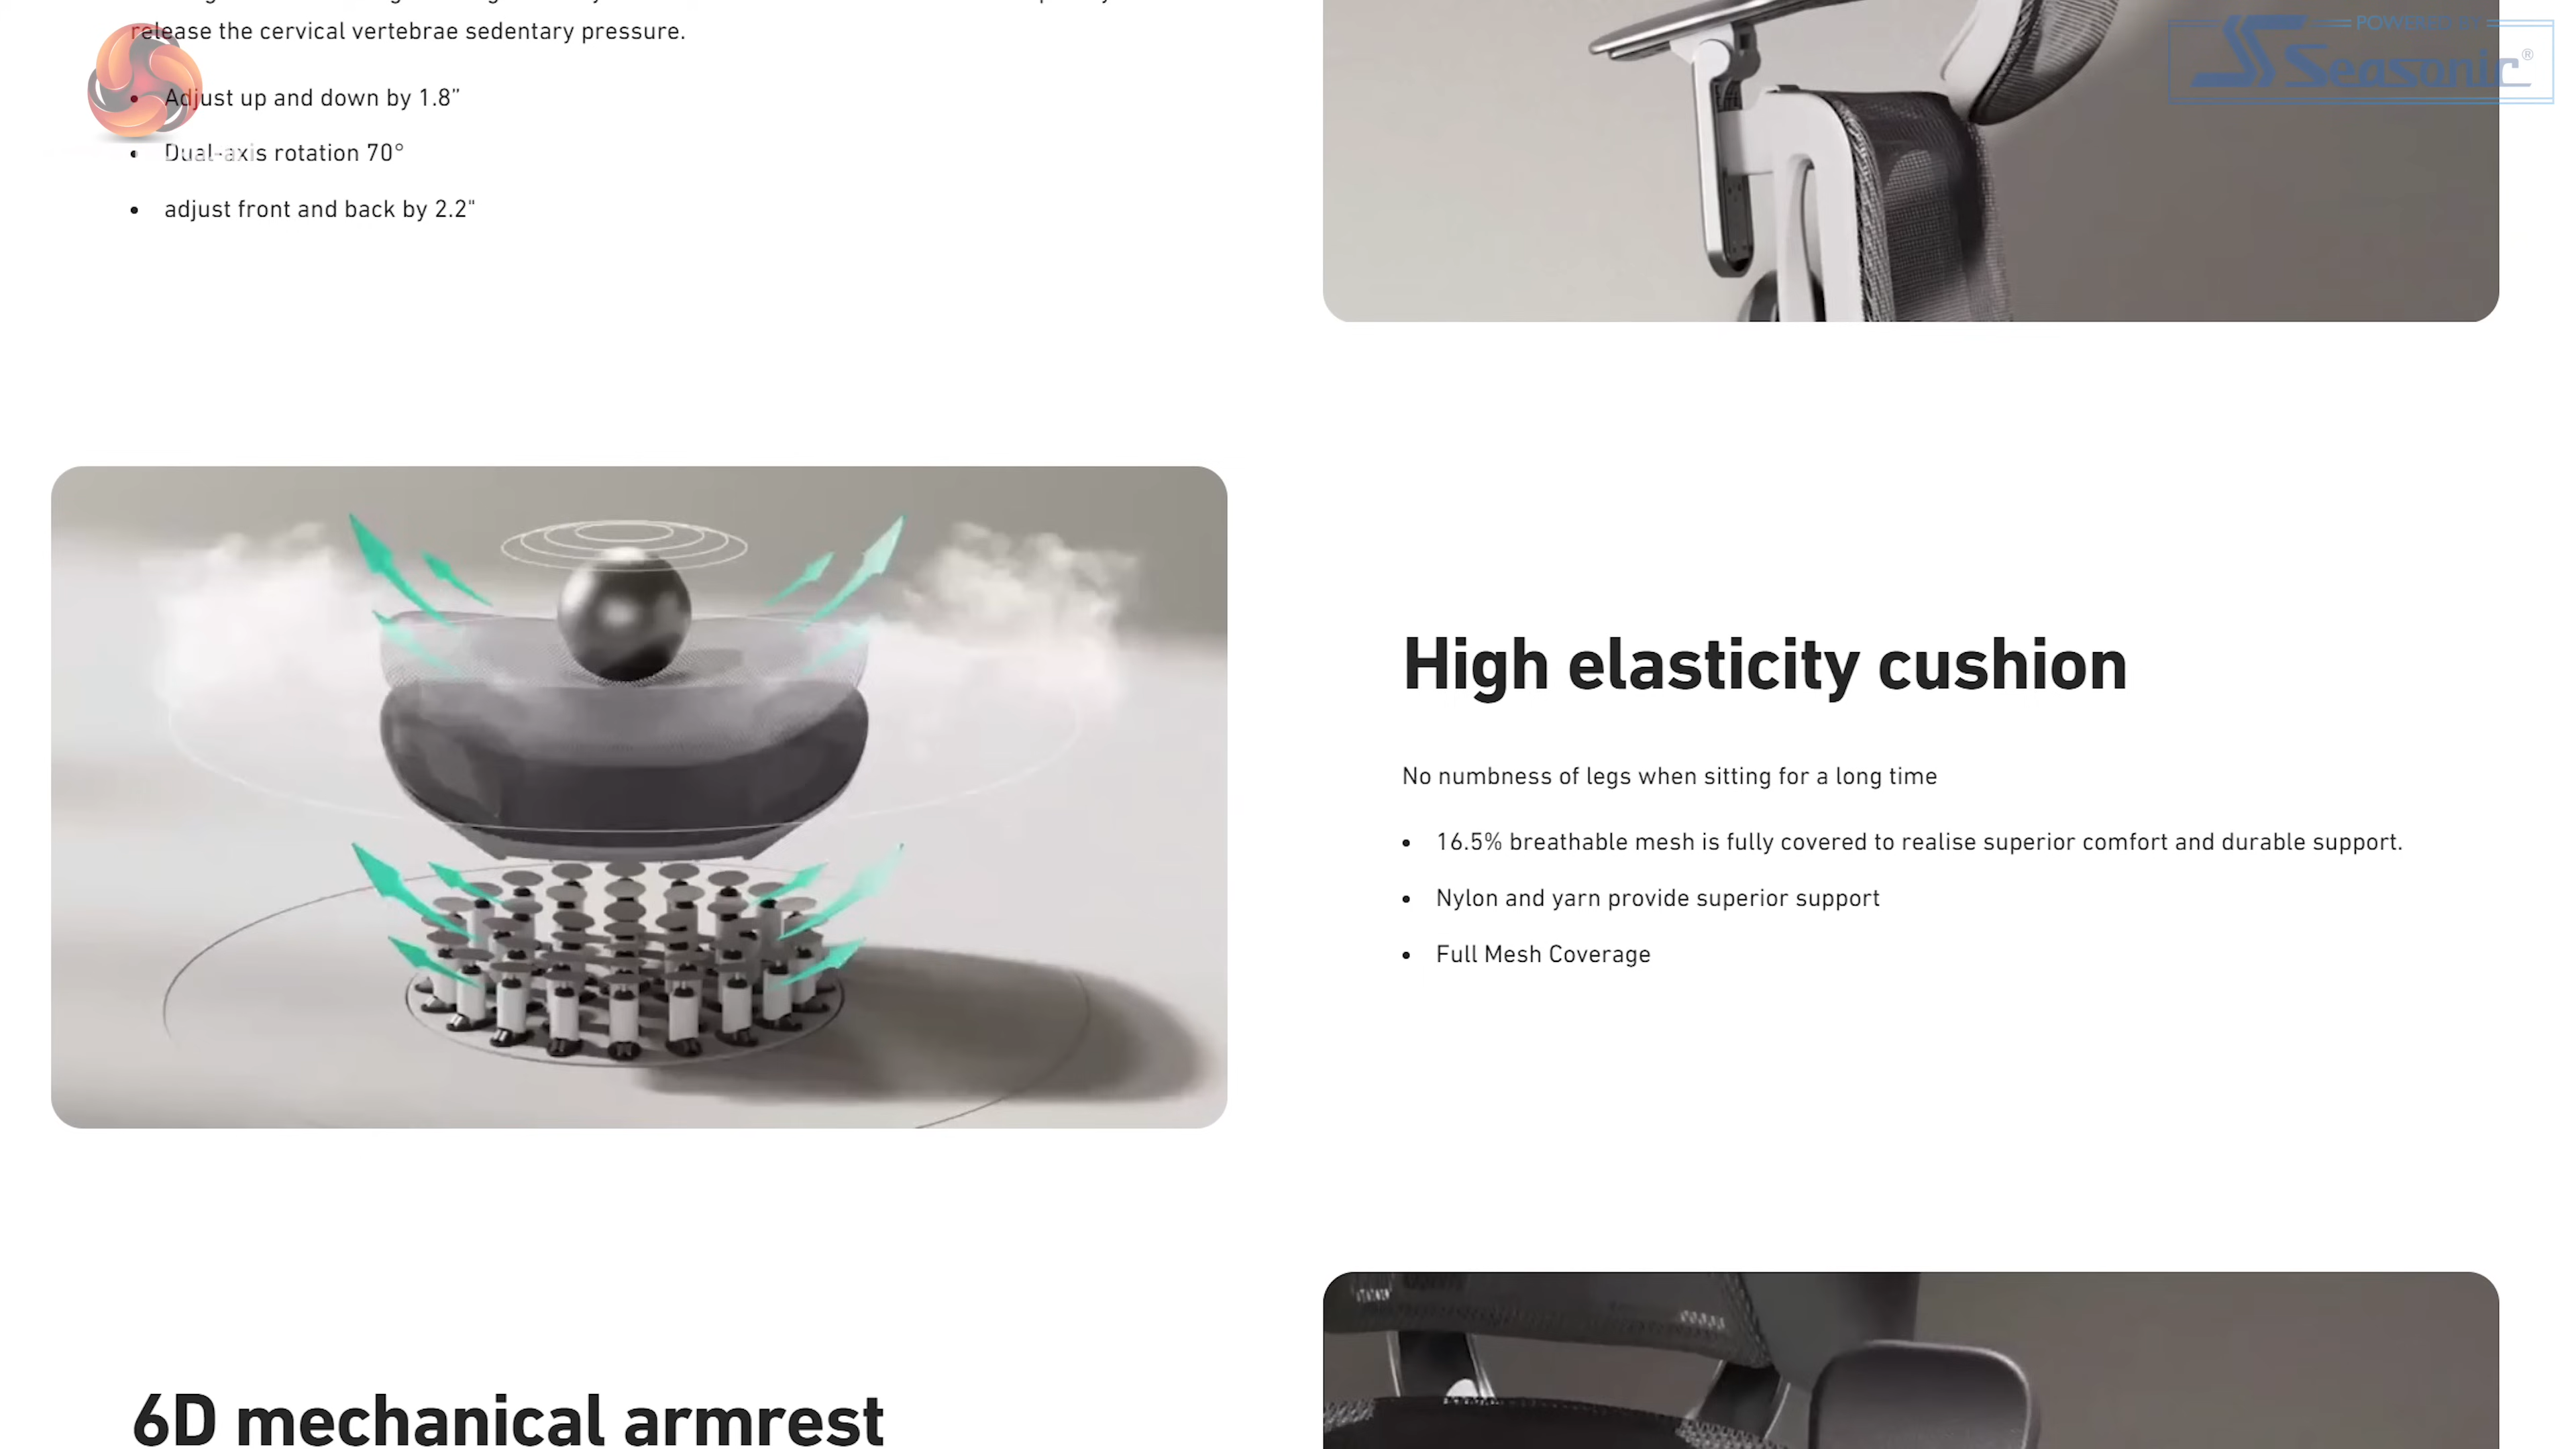 release the cervical vertebrae sedentary pressure.
• Adjust up and down by 1.8”
• Dual-axis rotation 70°
• adjust front and back by 2.2"
POWERED BY
Seasonic®
High elasticity cushion
No numbness of legs when sitting for a long time
• 16.5% breathable mesh is fully covered to realise superior comfort and durable support.
• Nylon and yarn provide superior support
• Full Mesh Coverage
6D mechanical armrest